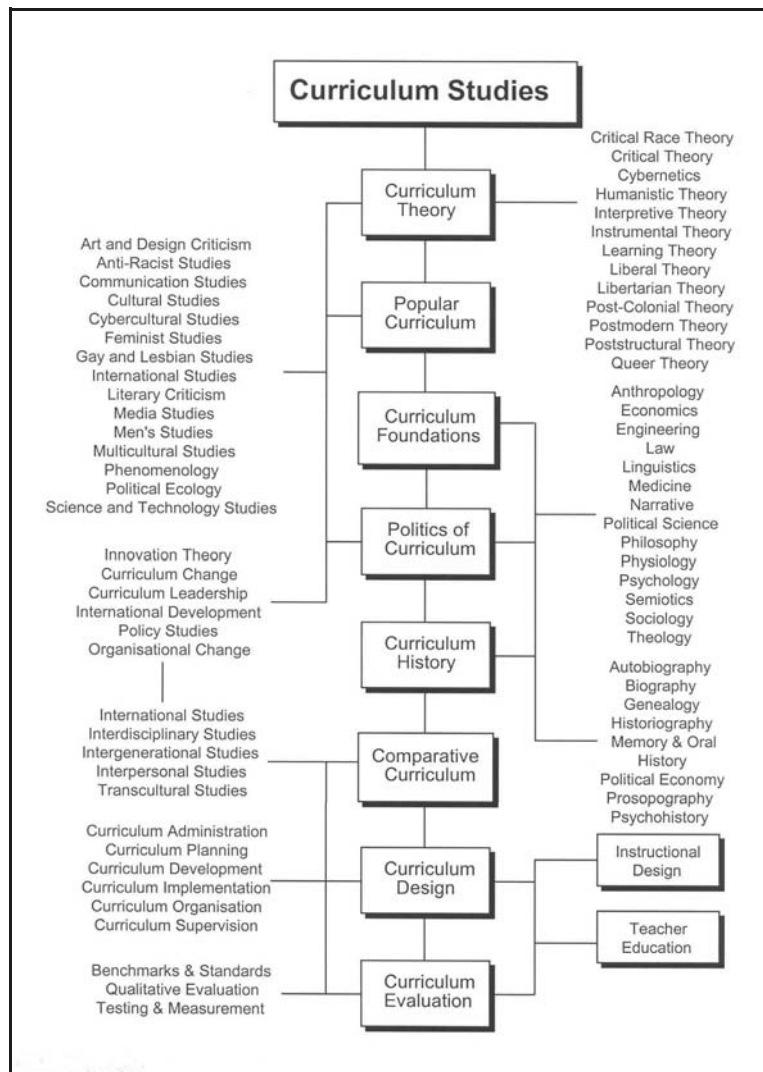 Curriculum Studies
Curriculum
Theory
Critical Race Theory
Critical Theory
Cybernetics
Humanistic Theory
Interpretive Theory
Instrumental Theory
Learning Theory
Liberal Theory
Libertarian Theory
Post-Colonial Theory
Postmodern Theory
Poststructural Theory
Queer Theory
Art and Design Criticism
Anti-Racist Studies
Communication Studies
Cultural Studies
Cybercultural Studies
Feminist Studies
Gay and Lesbian Studies
International Studies
Literary Criticism
Media Studies
Men's Studies
Multicultural Studies
Phenomenology
Political Ecology
Science and Technology Studies
Popular
Curriculum
Curriculum
Foundations
Anthropology
Economics
Engineering
Law
Linguistics
Medicine
Narrative
Political Science
Philosophy
Physiology
Psychology
Semiotics
Sociology
Theology
Politics of
Curriculum
Innovation Theory
Curriculum Change
Curriculum Leadership
International Development
Policy Studies
Organisational Change
Curriculum
History
Autobiography
Biography
Genealogy
Historiography
Memory & Oral
History
Political Economy
Prosopography
Psychohistory
International Studies
Interdisciplinary Studies
Intergenerational Studies
Interpersonal Studies
Transcultural Studies
Comparative
Curriculum
Curriculum Administration
Curriculum Planning
Curriculum Development
Curriculum Implementation
Curriculum Organisation
Curriculum Supervision
Curriculum
Design
Instructional
Design
Teacher
Education
Benchmarks & Standards
Qualitative Evaluation
Testing & Measurement
Curriculum
Evaluation